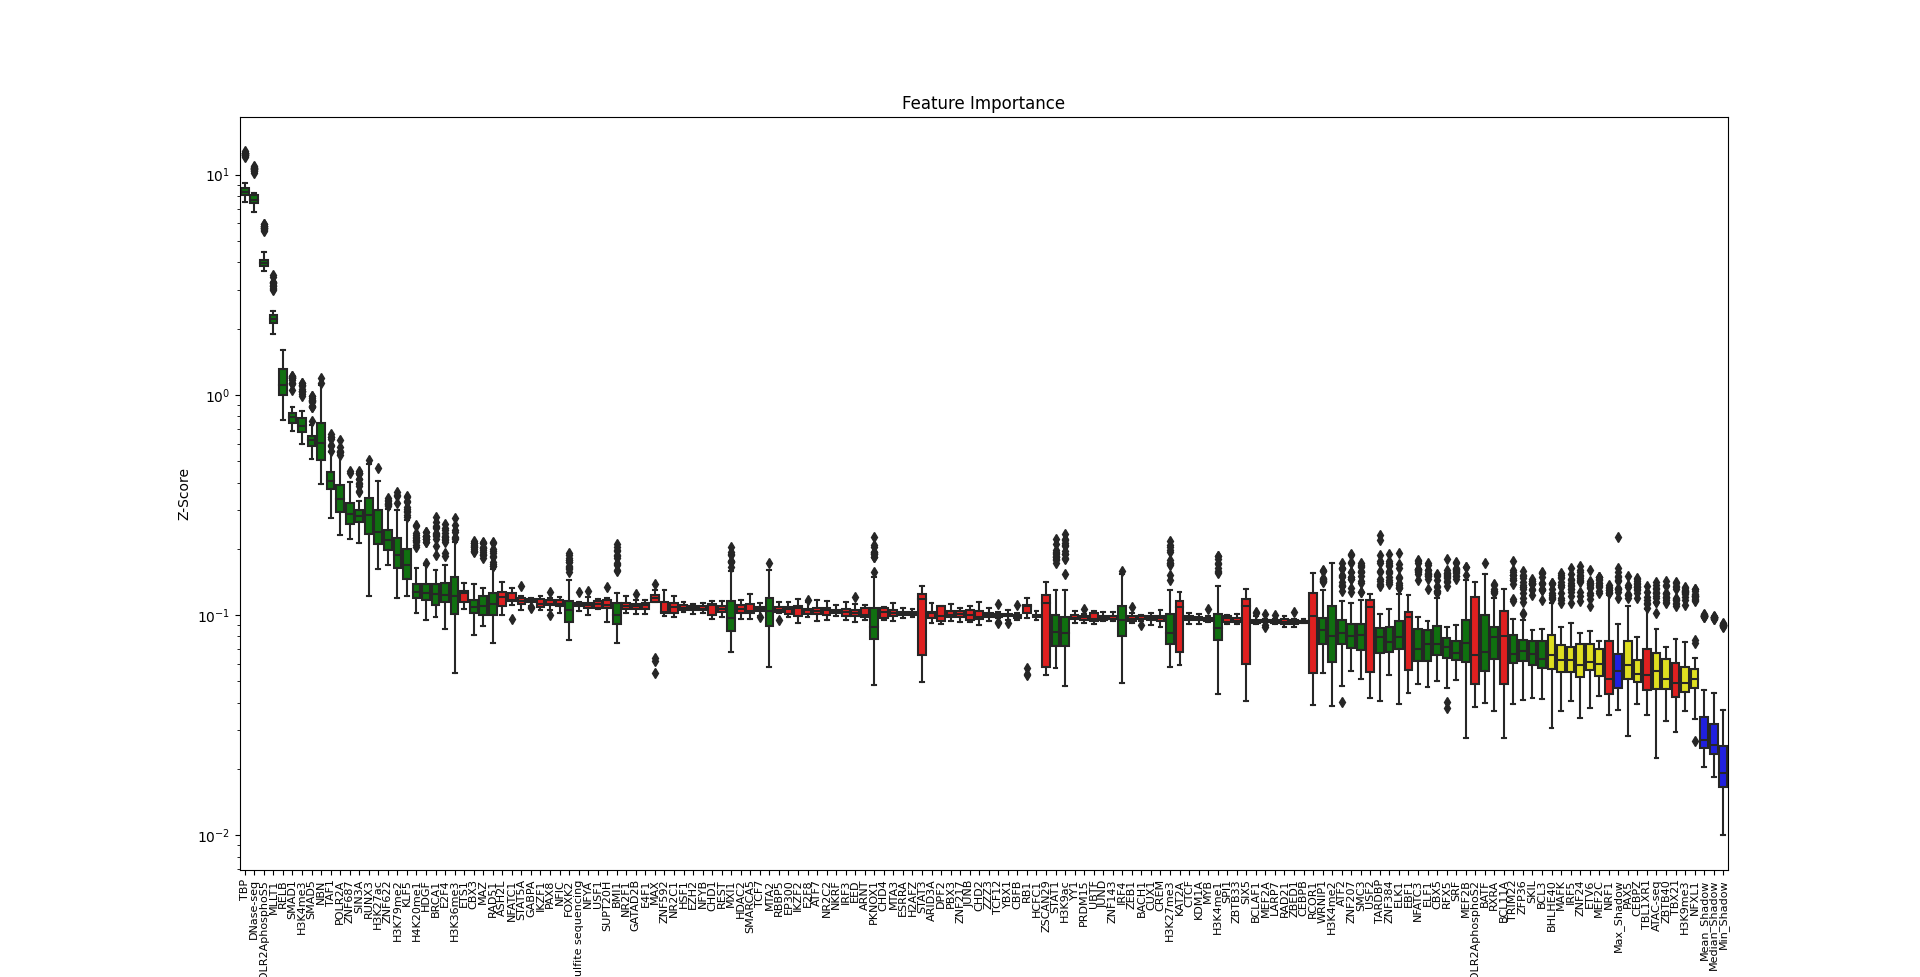 Feature Importance
Z-Score
10¹
10⁰
10⁻¹
10⁻²
TBP
DNase-seq
OLR2AphosphoS5
MLLT1
RELB
SMAD1
H3K4me3
SMAD5
NBN
TAF1
POLR2A
ZNF687
SIN3A
RUNX3
H3K27ac
ZNF622
H3K79me2
KLF5
H4K20me1
HDGF
BRCA1
E2F4
H3K36me3
ETS1
CBX3
MAZ
RAD51
ASH2L
NFATC1
STAT5A
GABPA
IKZF1
PAX8
NFIC
FOXK2
ulfite sequencing
NFYA
USF1
SUPT20H
BMI1
NR2F1
GATAD2B
E4F1
MAX
ZNF592
NR2C1
HSF1
EZH2
NFYB
CHD1
REST
MXI1
HDAC2
SMARCA5
TCF7
MTA2
RBBP5
EP300
IKZF2
E2F8
ATF7
NR2C2
NKRF
IRF3
EED
ARNT
PKNOX1
CHD4
MTA3
ESRRA
H2AFZ
STAT3
ARID3A
DPF2
PBX3
ZNF217
CHD2
ZZZ3
TCF12
YBX1
CBFB
RB1
HCFC1
ZSCAN29
STAT1
H3K9ac
YY1
PRDM15
UBTF
JUND
ZNF143
IRF4
ZEB1
BACH1
CUX1
CREM
H3K27me3
KAT2A
CTCF
KDM1A
MYB
H3K4me1
SPI1
ZBTB33
SIX5
BCLAF1
MEF2A
LARP7
RAD21
ZBED1
CEBPB
RCOR1
WRNIP1
H3K4me2
ATF2
ZNF207
SMC3
USF2
TARDBP
ZNF384
ELK1
EBF1
NFATC3
ELF1
CBX5
RFX5
SRF
MEF2B
OLR2AphosphoS2
BATF
RXRA
BCL11A
TRIM22
ZFP36
SKIL
BCL3
BHLHE40
MAFK
IRF5
ZNF24
ETV6
MEF2C
NRF1
Max_Shadow
PAX5
CEBPZ
TBL1XR1
ATAC-seq
ZBTB40
TBX21
H3K9me3
NFXL1
Mean_Shadow
Median_Shadow
Min_Shadow